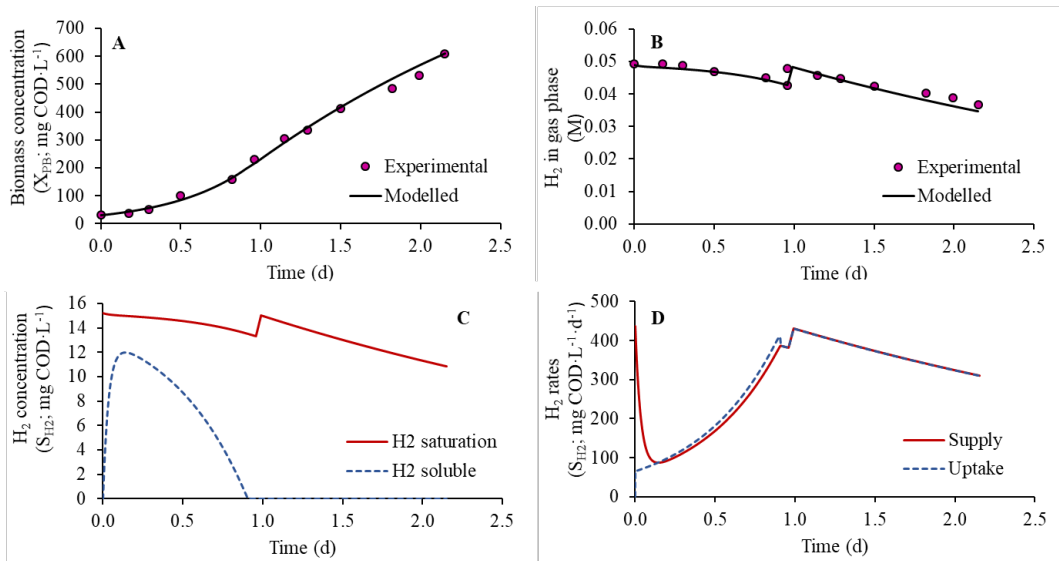 A
Biomass concentration
(X_PB; mg COD·L⁻¹)
700
600
500
400
300
200
100
0
Experimental
Modelled
0.0 0.5 1.0 1.5 2.0 2.5
Time (d)
B
H₂ in gas phase
(M)
0.06
0.05
0.04
0.03
0.02
0.01
0.00
Experimental
Modelled
0.0 0.5 1.0 1.5 2.0 2.5
Time (d)
C
H₂ concentration
(S_H2; mg COD·L⁻¹)
16
14
12
10
8
6
4
2
0
H2 saturation
H2 soluble
0.0 0.5 1.0 1.5 2.0 2.5
Time (d)
D
H₂ rates
(S_H2; mg COD·L⁻¹·d⁻¹)
500
400
300
200
100
0
Supply
Uptake
0.0 0.5 1.0 1.5 2.0 2.5
Time (d)